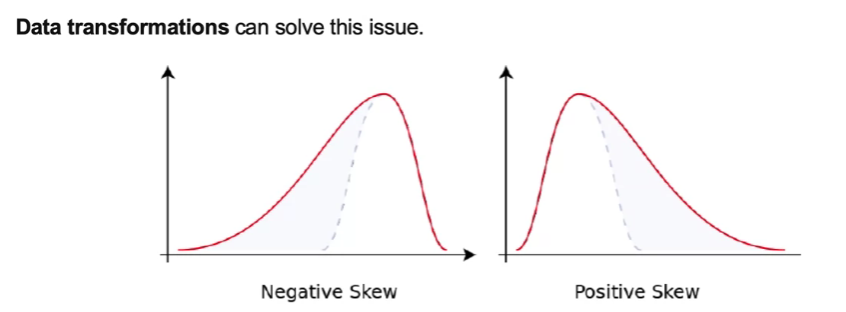 Data transformations can solve this issue.
Negative Skew
Positive Skew